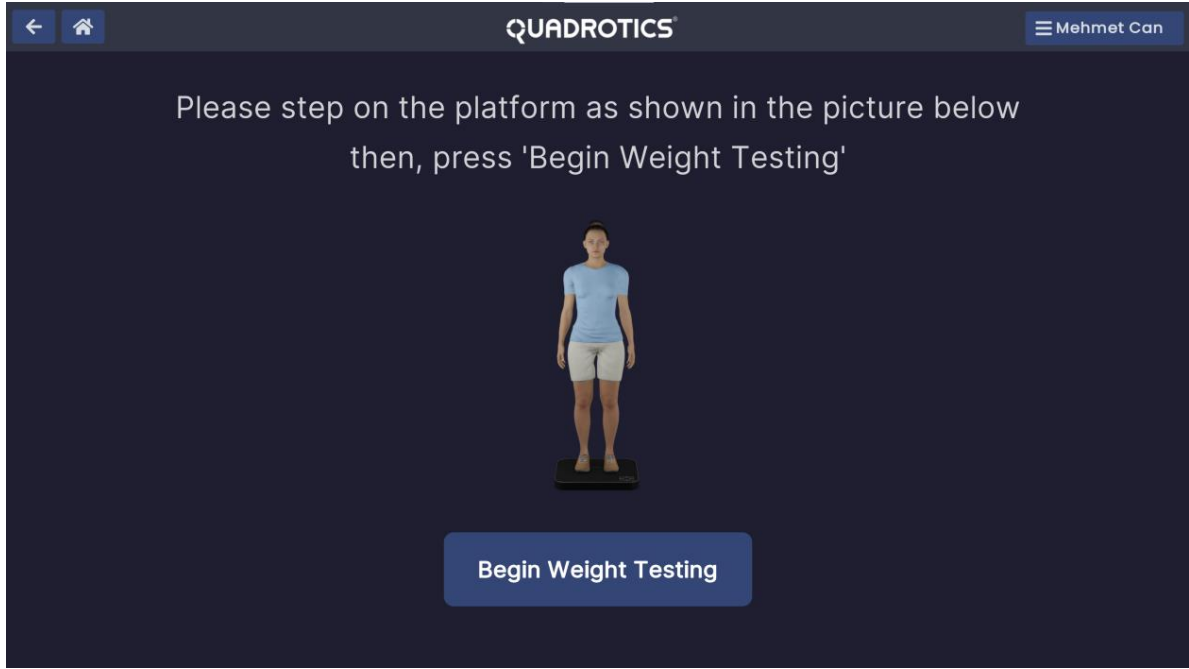 QUADROTICS®
Mehmet Can
Please step on the platform as shown in the picture below
then, press 'Begin Weight Testing'
Begin Weight Testing